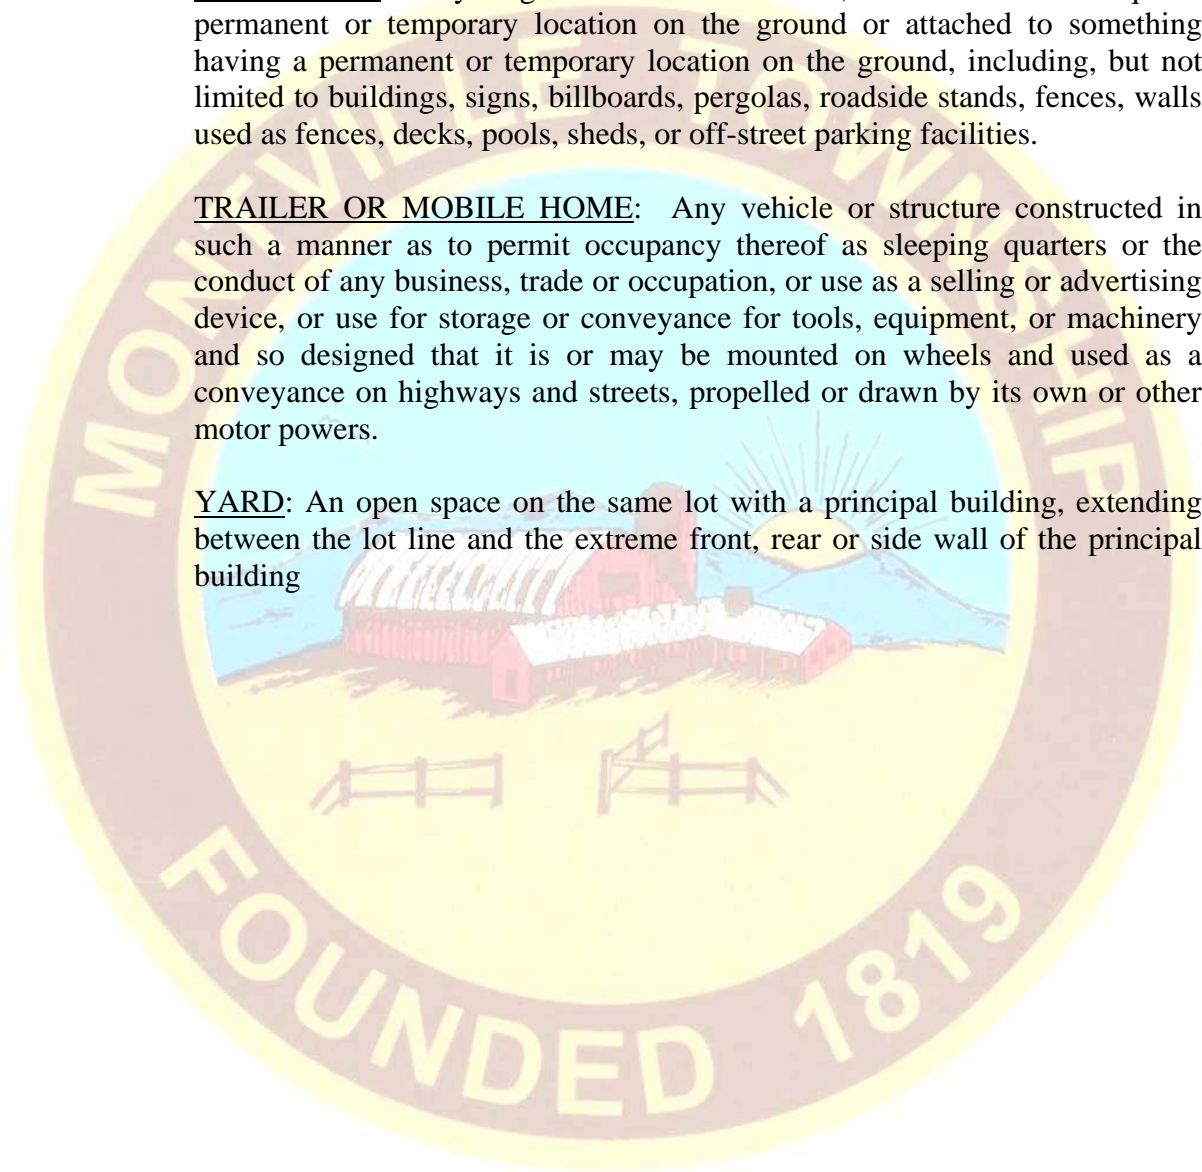 permanent or temporary location on the ground or attached to something
having a permanent or temporary location on the ground, including, but not
limited to buildings, signs, billboards, pergolas, roadside stands, fences, walls
used as fences, decks, pools, sheds, or off-street parking facilities.
TRAILER OR MOBILE HOME: Any vehicle or structure constructed in
such a manner as to permit occupancy thereof as sleeping quarters or the
conduct of any business, trade or occupation, or use as a selling or advertising
device, or use for storage or conveyance for tools, equipment, or machinery
and so designed that it is or may be mounted on wheels and used as a
conveyance on highways and streets, propelled or drawn by its own or other
motor powers.
YARD: An open space on the same lot with a principal building, extending
between the lot line and the extreme front, rear or side wall of the principal
building
MONTVILLE TOWNSHIP
FOUNDED 1819